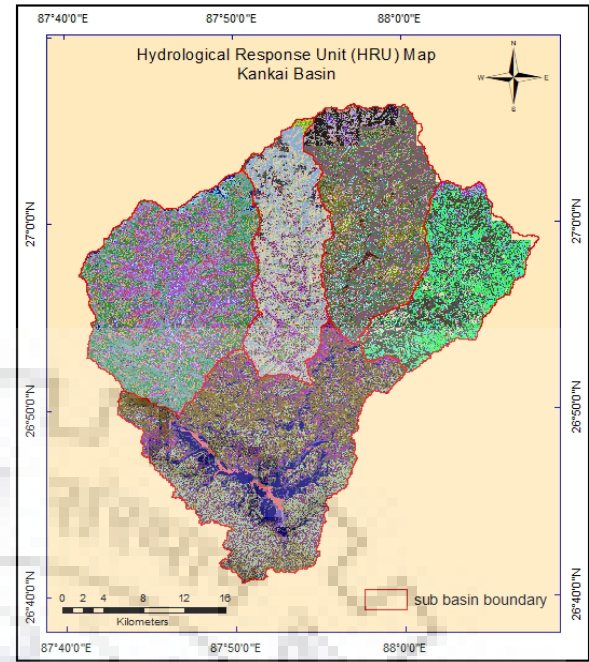 87°40'0"E 87°50'0"E 88°0'0"E
Hydrological Response Unit (HRU) Map
Kankai Basin
N
W E
S
27°0'0"N 27°0'0"N
26°50'0"N 26°50'0"N
26°40'0"N 26°40'0"N
0 2 4 8 12 16
Kilometers
sub basin boundary
87°40'0"E 87°50'0"E 88°0'0"E